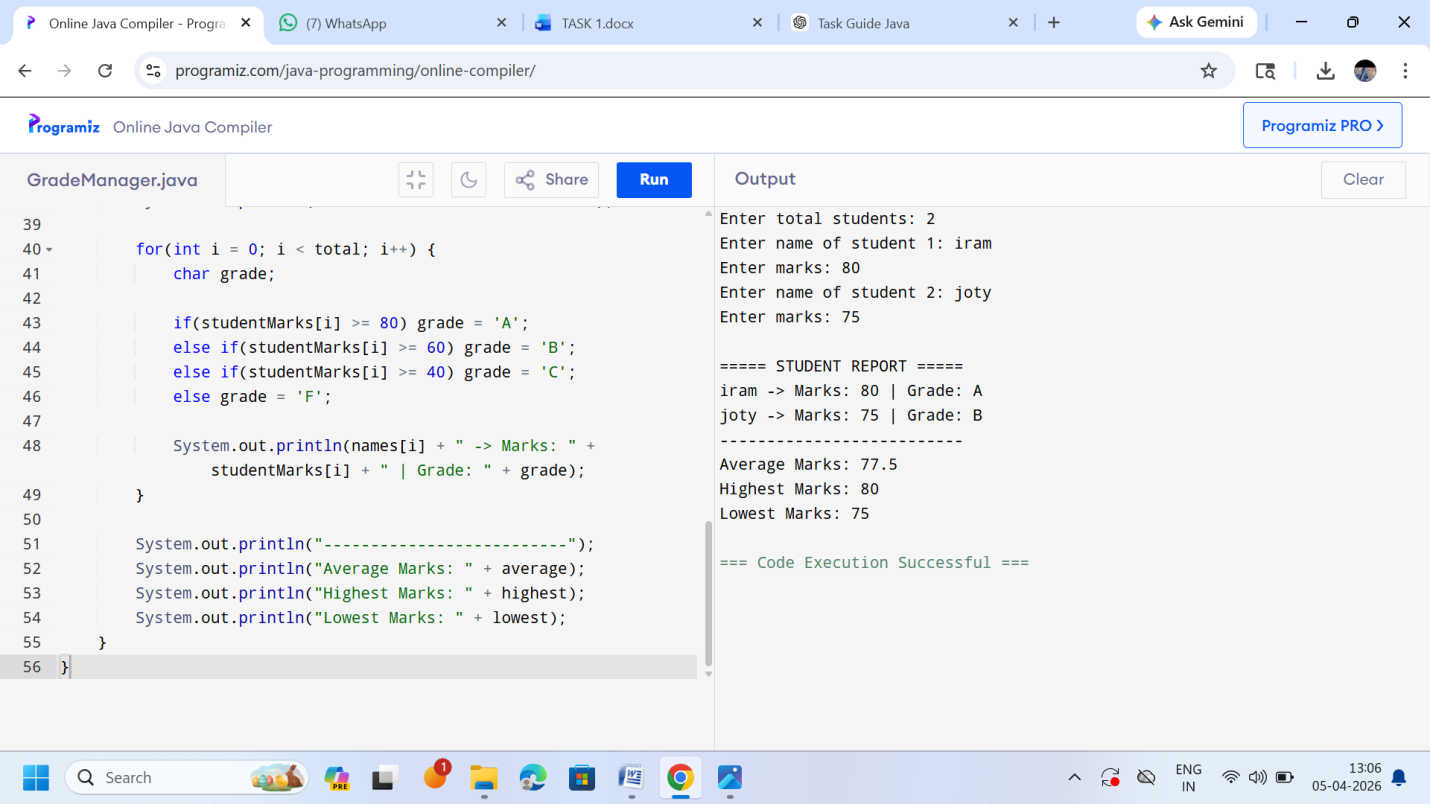 Online Java Compiler - Progra
(7) WhatsApp
TASK 1.docx
Task Guide Java
Ask Gemini
programiz.com/java-programming/online-compiler/
Programiz Online Java Compiler
Programiz PRO
GradeManager.java
Share
Run
39
40 for(int i = 0; i < total; i++) {
41 char grade;
42
43 if(studentMarks[i] >= 80) grade = 'A';
44 else if(studentMarks[i] >= 60) grade = 'B';
45 else if(studentMarks[i] >= 40) grade = 'C';
46 else grade = 'F';
47
48 System.out.println(names[i] + " -> Marks: " +
studentMarks[i] + " | Grade: " + grade);
49 }
50
51 System.out.println("--------------------------");
52 System.out.println("Average Marks: " + average);
53 System.out.println("Highest Marks: " + highest);
54 System.out.println("Lowest Marks: " + lowest);
55 }
56 }
Output
Clear
Enter total students: 2
Enter name of student 1: iram
Enter marks: 80
Enter name of student 2: joty
Enter marks: 75
===== STUDENT REPORT =====
iram -> Marks: 80 | Grade: A
joty -> Marks: 75 | Grade: B
--------------------------
Average Marks: 77.5
Highest Marks: 80
Lowest Marks: 75
=== Code Execution Successful ===
Search
PRE
1
ENG
IN
13:06
05-04-2026